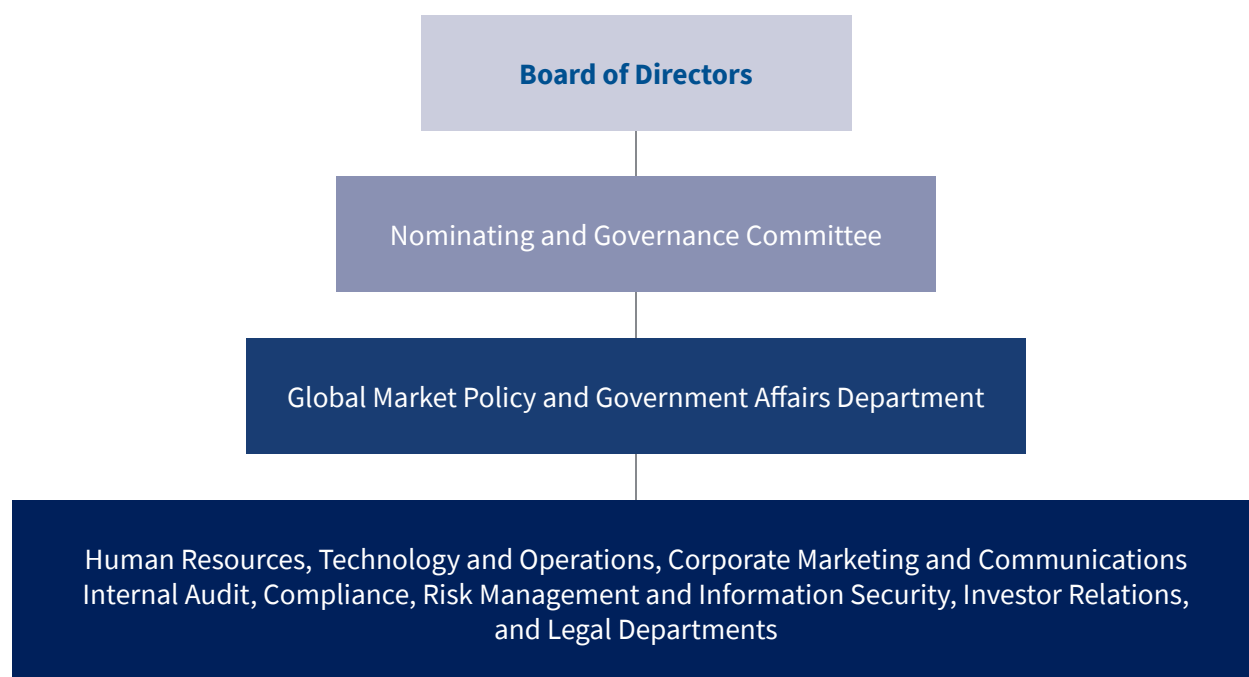 Board of Directors
Nominating and Governance Committee
Global Market Policy and Government Affairs Department
Human Resources, Technology and Operations, Corporate Marketing and Communications
Internal Audit, Compliance, Risk Management and Information Security, Investor Relations,
and Legal Departments